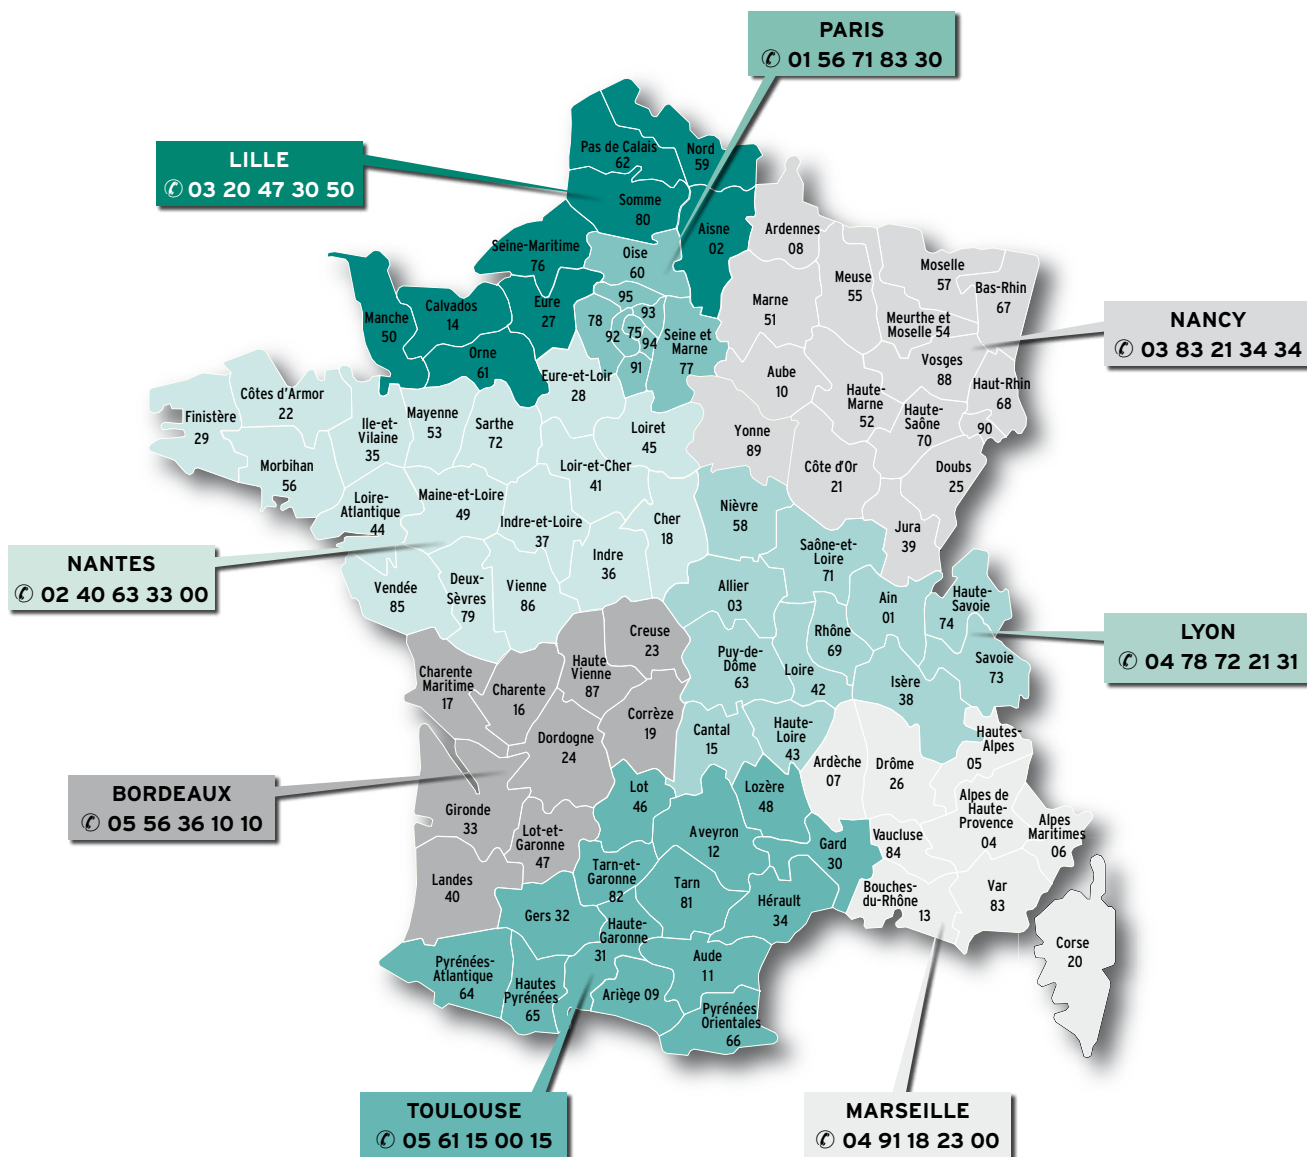 PARIS
✆ 01 56 71 83 30
LILLE
✆ 03 20 47 30 50
Pas de Calais
62
Nord
59
Somme
80
Aisne
02
Seine-Maritime
76
Oise
60
Ardennes
08
Meuse
55
Moselle
57
Bas-Rhin
67
Marne
51
Meurthe et
Moselle 54
NANCY
✆ 03 83 21 34 34
Manche
50
Calvados
14
Eure
27
Orne
61
95
78
93
92
75
94
91
Seine et
Marne
77
Aube
10
Haute-
Marne
52
Vosges
88
Haut-Rhin
68
Haute-
Saône
70
90
Eure-et-Loir
28
Finistère
29
Côtes d'Armor
22
Morbihan
56
Ile-et-
Vilaine
35
Mayenne
53
Sarthe
72
Loiret
45
Yonne
89
Côte d'Or
21
Doubs
25
Jura
39
Loir-et-Cher
41
Loire-
Atlantique
44
Maine-et-Loire
49
Indre-et-Loire
37
Cher
18
Indre
36
Nièvre
58
Saône-et-
Loire
71
NANTES
✆ 02 40 63 33 00
Vendée
85
Deux-
Sèvres
79
Vienne
86
Allier
03
Ain
01
Haute-
Savoie
74
LYON
✆ 04 78 72 21 31
Creuse
23
Haute
Vienne
87
Puy-de-
Dôme
63
Rhône
69
Loire
42
Savoie
73
Isère
38
Charente
Maritime
17
Charente
16
Corrèze
19
Dordogne
24
Cantal
15
Haute-
Loire
43
Ardèche
07
Drôme
26
Hautes-
Alpes
05
BORDEAUX
✆ 05 56 36 10 10
Gironde
33
Lot-et-
Garonne
47
Landes
40
Lot
46
Lozère
48
Aveyron
12
Gard
30
Vaucluse
84
Alpes de
Haute-
Provence
04
Alpes
Maritimes
06
Tarn-et-
Garonne
82
Tarn
81
Hérault
34
Bouches-
du-Rhône
13
Var
83
Gers 32
Haute-
Garonne
31
Corse
20
Pyrénées-
Atlantique
64
Hautes
Pyrénées
65
Ariège 09
Aude
11
Pyrénées
Orientales
66
TOULOUSE
✆ 05 61 15 00 15
MARSEILLE
✆ 04 91 18 23 00